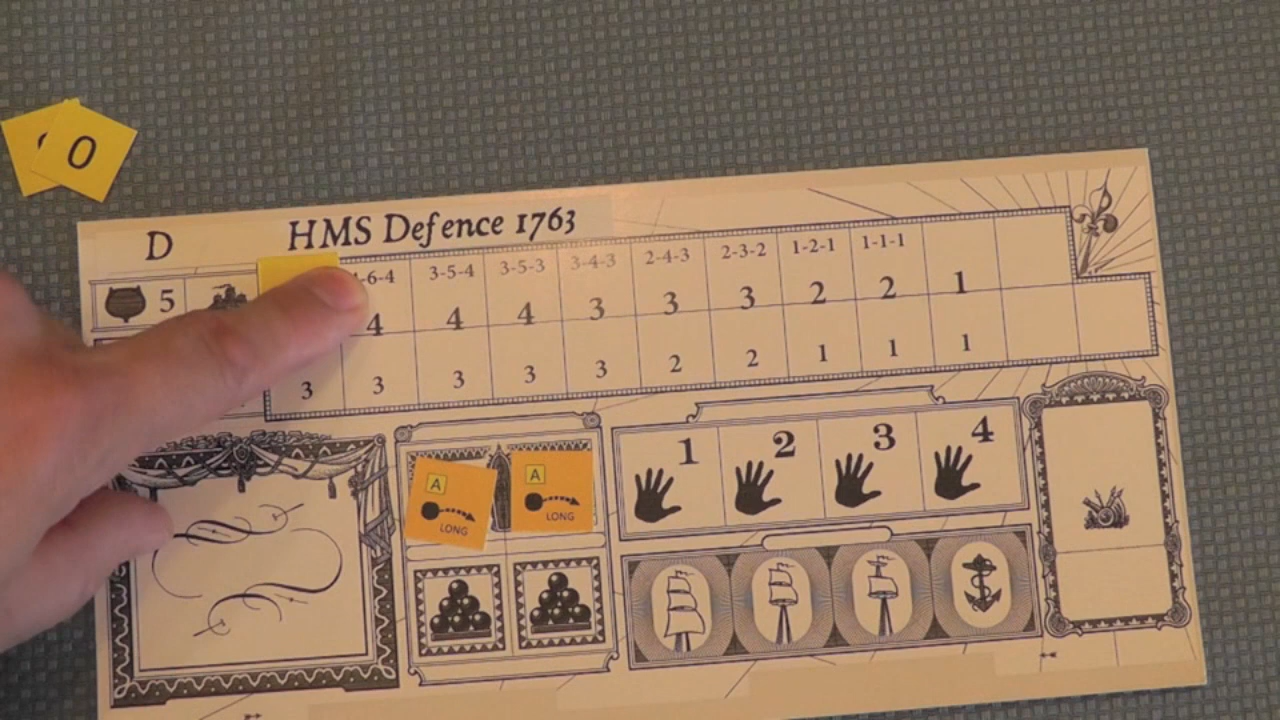 0
D HMS Defence 1763
5 -6-4 3-5-4 3-5-3 3-4-3 2-4-3 2-3-2 1-2-1 1-1-1
4 4 4 3 3 3 2 2 1
3 3 3 3 3 2 2 1 1 1
A LONG
A LONG
1 2 3 4